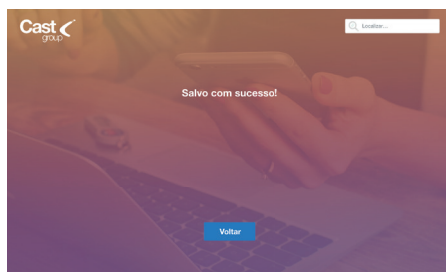 Cast
group
Localizar...
Salvo com sucesso!
Voltar